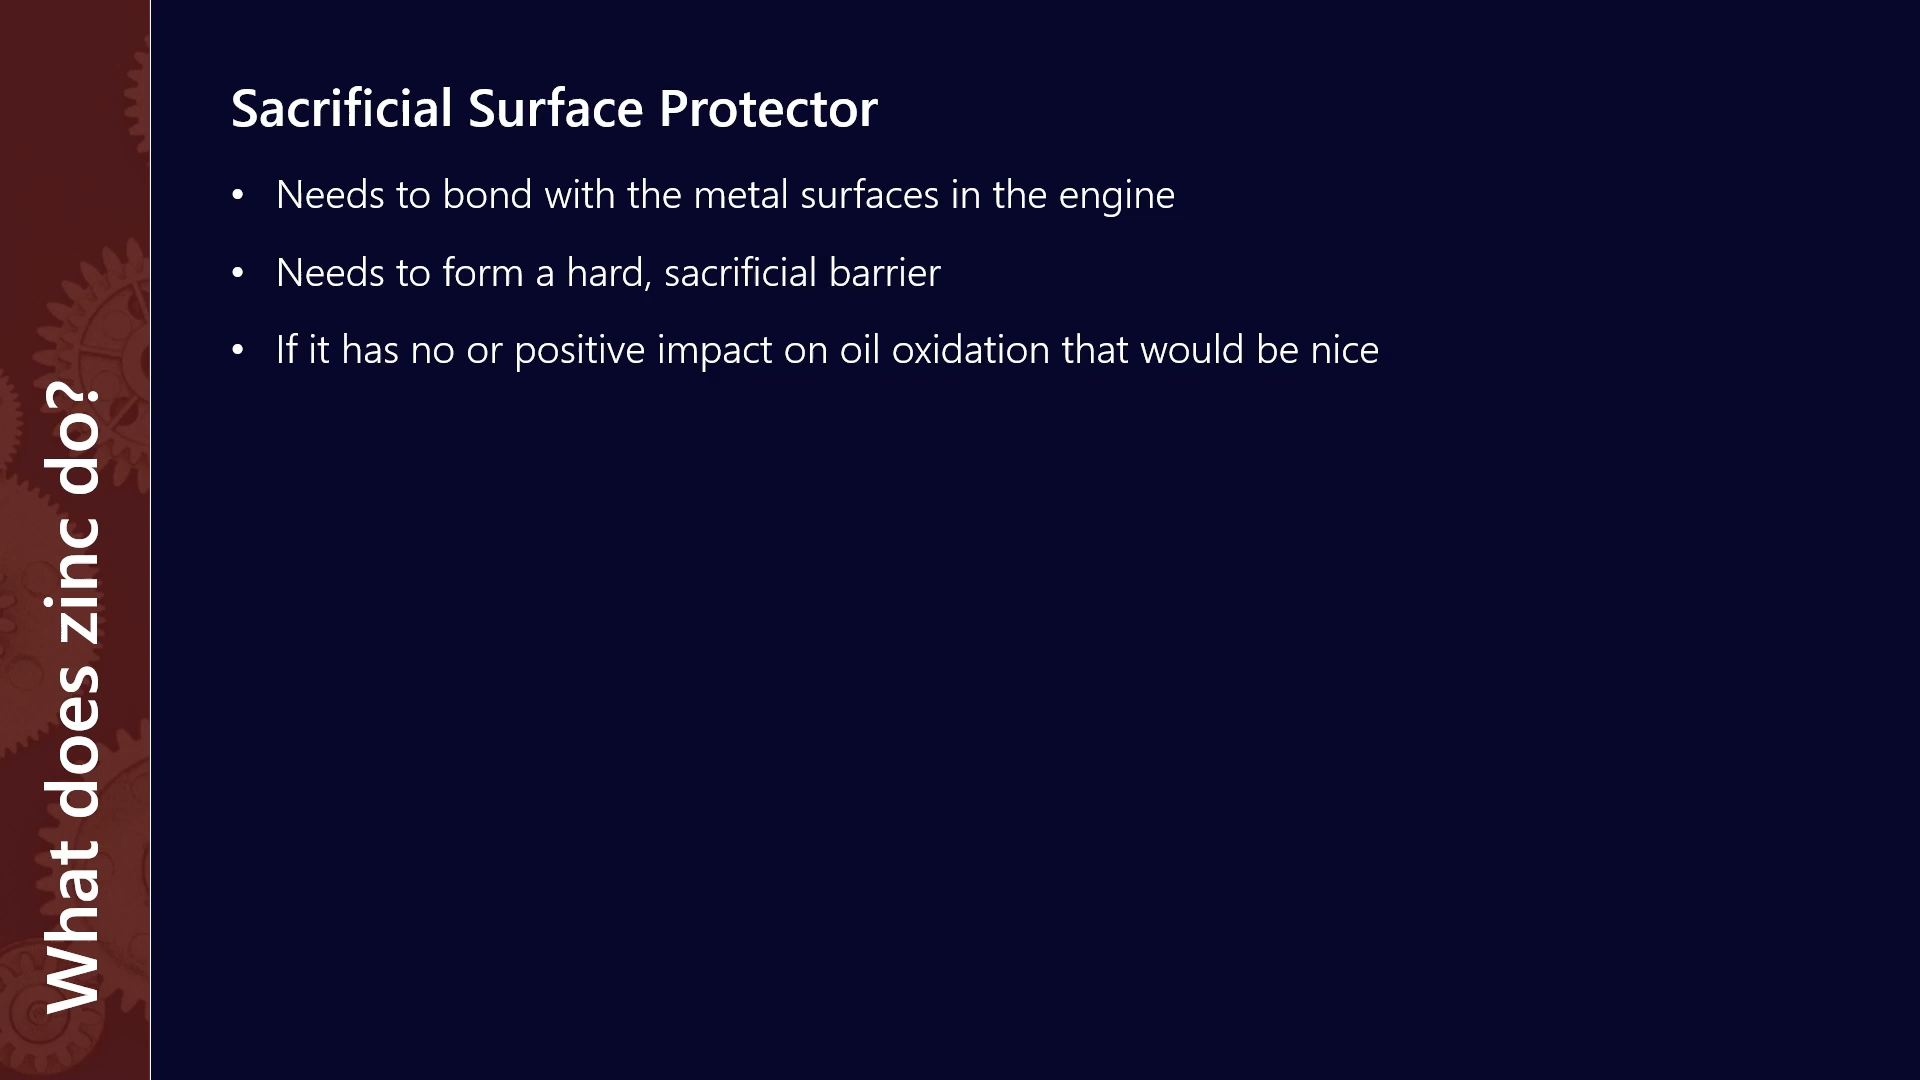 What does zinc do?
Sacrificial Surface Protector
• Needs to bond with the metal surfaces in the engine
• Needs to form a hard, sacrificial barrier
• If it has no or positive impact on oil oxidation that would be nice